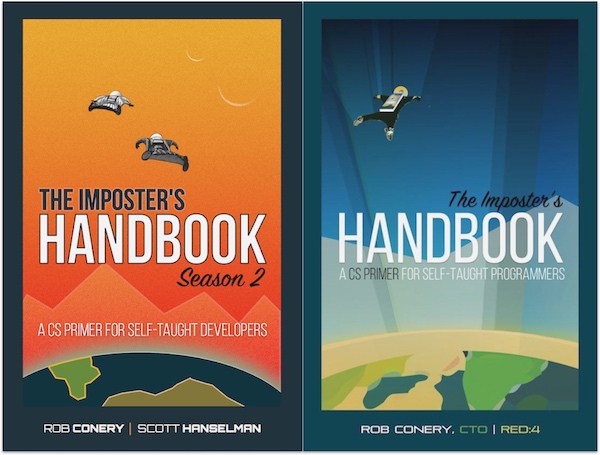 THE IMPOSTER'S
HANDBOOK
Season 2
A CS PRIMER FOR SELF-TAUGHT DEVELOPERS
ROB CONERY | SCOTT HANSELMAN
The Imposter's
HANDBOOK
A CS PRIMER FOR SELF-TAUGHT PROGRAMMERS
ROB CONERY, CTO | RED:4